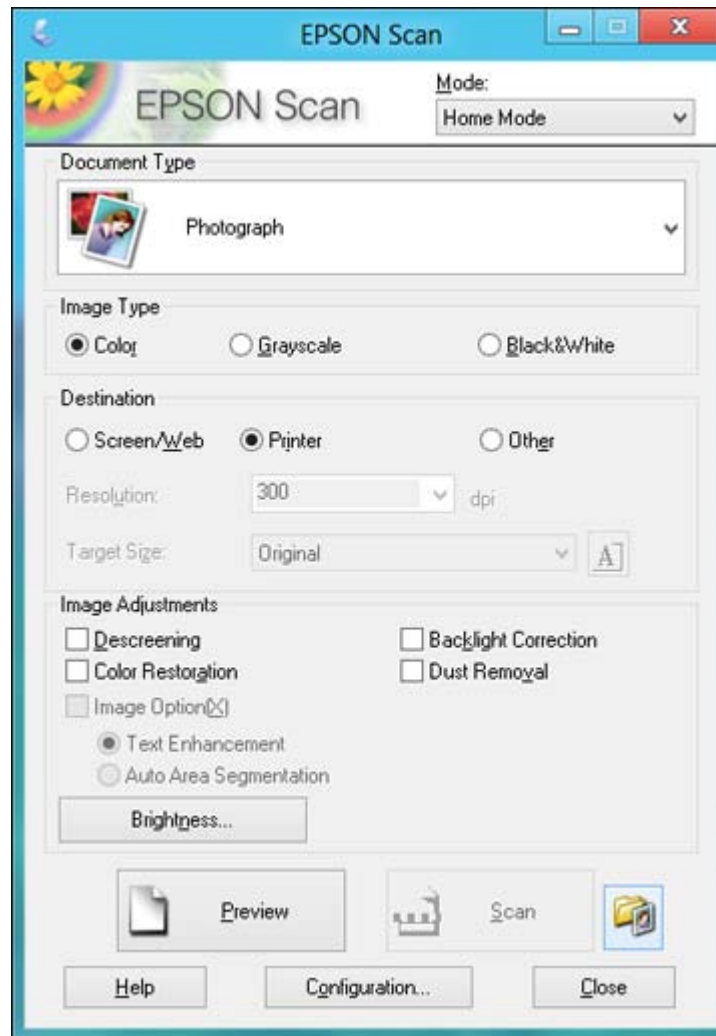 EPSON Scan
EPSON Scan
Mode:
Home Mode
Document Type
Photograph
Image Type
Color Grayscale Black&White
Destination
Screen/Web Printer Other
Resolution: 300 dpi
Target Size: Original A
Image Adjustments
Descreening Backlight Correction
Color Restoration Dust Removal
Image Option(X)
Text Enhancement
Auto Area Segmentation
Brightness...
Preview Scan
Help Configuration... Close